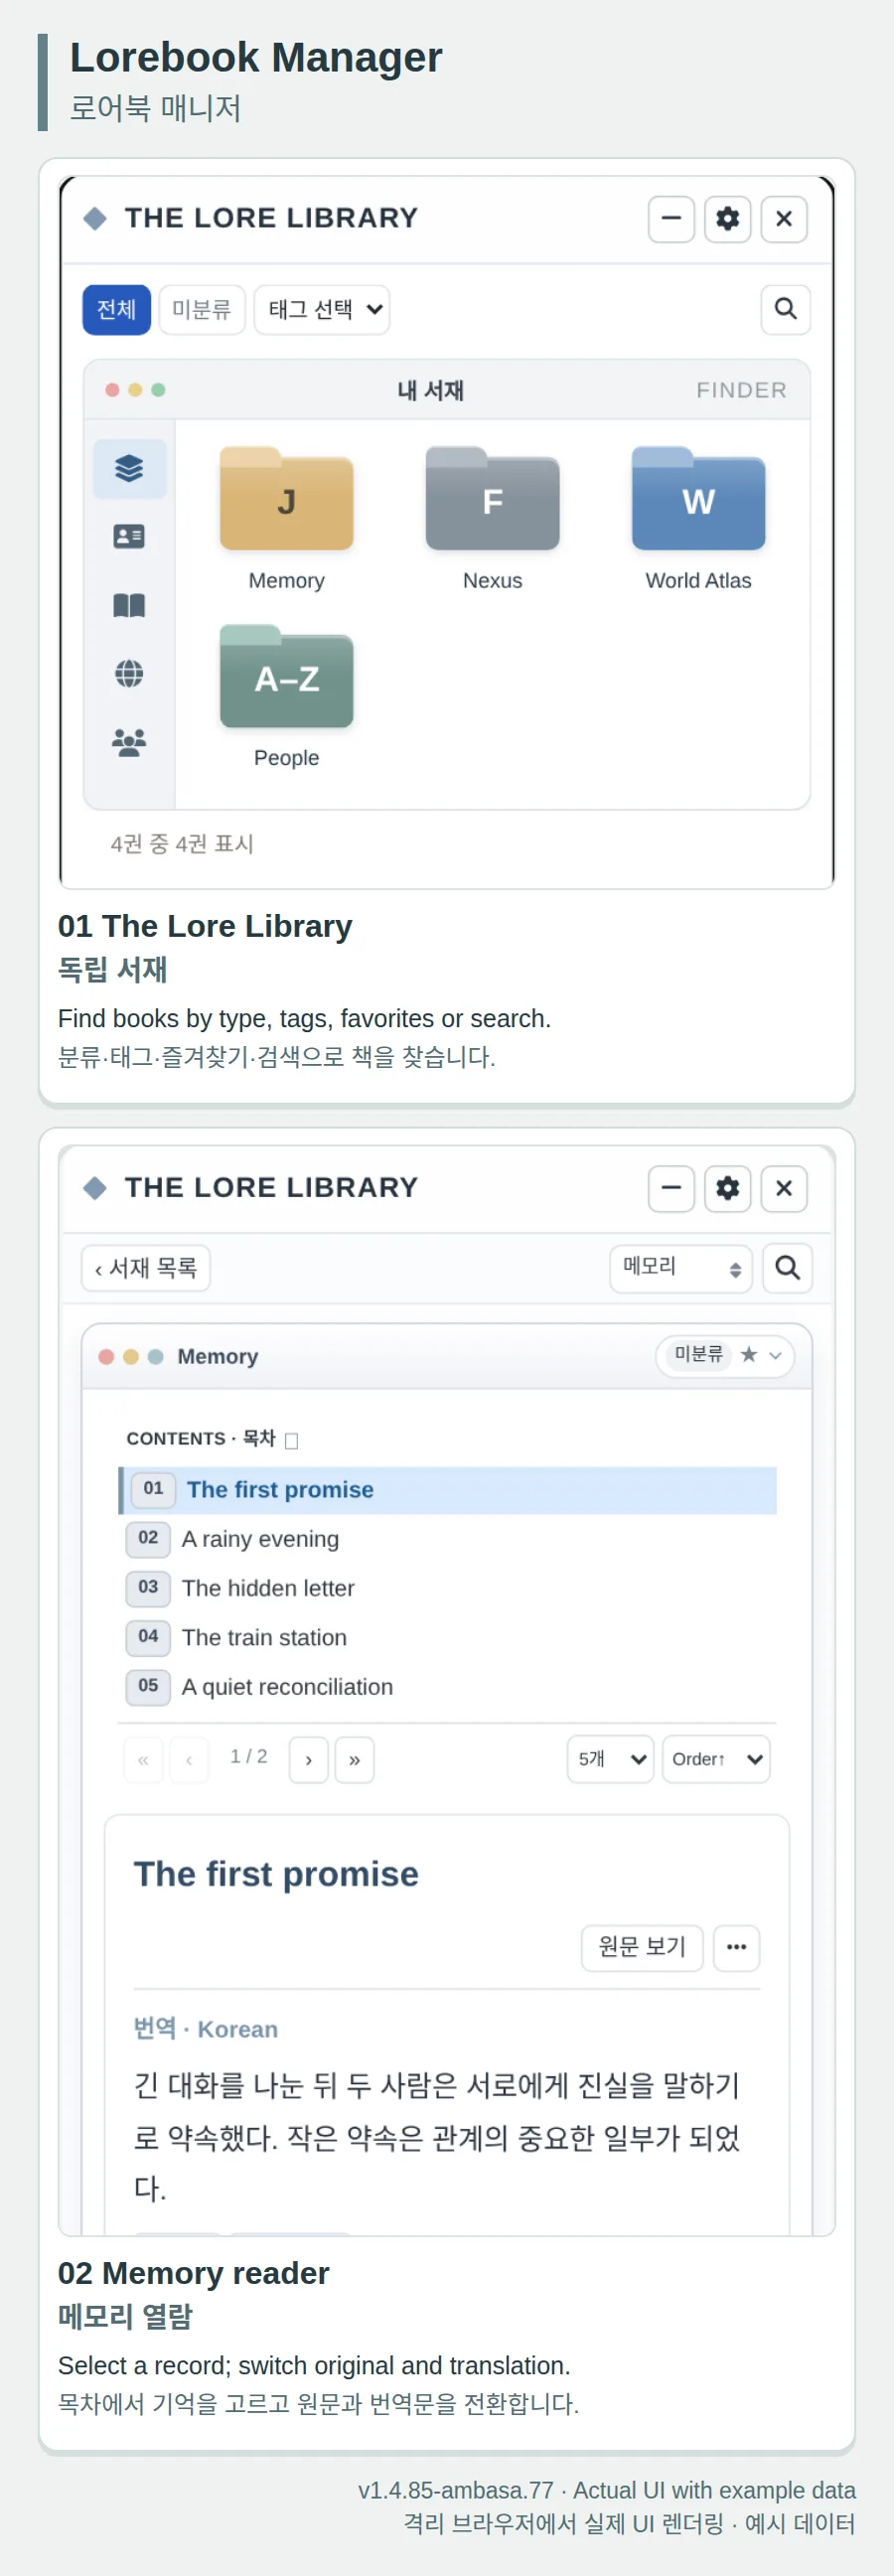 Lorebook Manager
로어북 매니저
THE LORE LIBRARY
전체 미분류 태그 선택
내 서재 FINDER
J F W
Memory Nexus World Atlas
A–Z
People
4권 중 4권 표시
01 The Lore Library
독립 서재
Find books by type, tags, favorites or search.
분류·태그·즐겨찾기·검색으로 책을 찾습니다.
THE LORE LIBRARY
‹ 서재 목록 메모리
Memory 미분류
CONTENTS · 목차
01 The first promise
02 A rainy evening
03 The hidden letter
04 The train station
05 A quiet reconciliation
« ‹ 1 / 2 › » 5개 Order↑
The first promise
원문 보기 •••
번역 · Korean
긴 대화를 나눈 뒤 두 사람은 서로에게 진실을 말하기
로 약속했다. 작은 약속은 관계의 중요한 일부가 되었
다.
02 Memory reader
메모리 열람
Select a record; switch original and translation.
목차에서 기억을 고르고 원문과 번역문을 전환합니다.
v1.4.85-ambasa.77 · Actual UI with example data
격리 브라우저에서 실제 UI 렌더링 · 예시 데이터